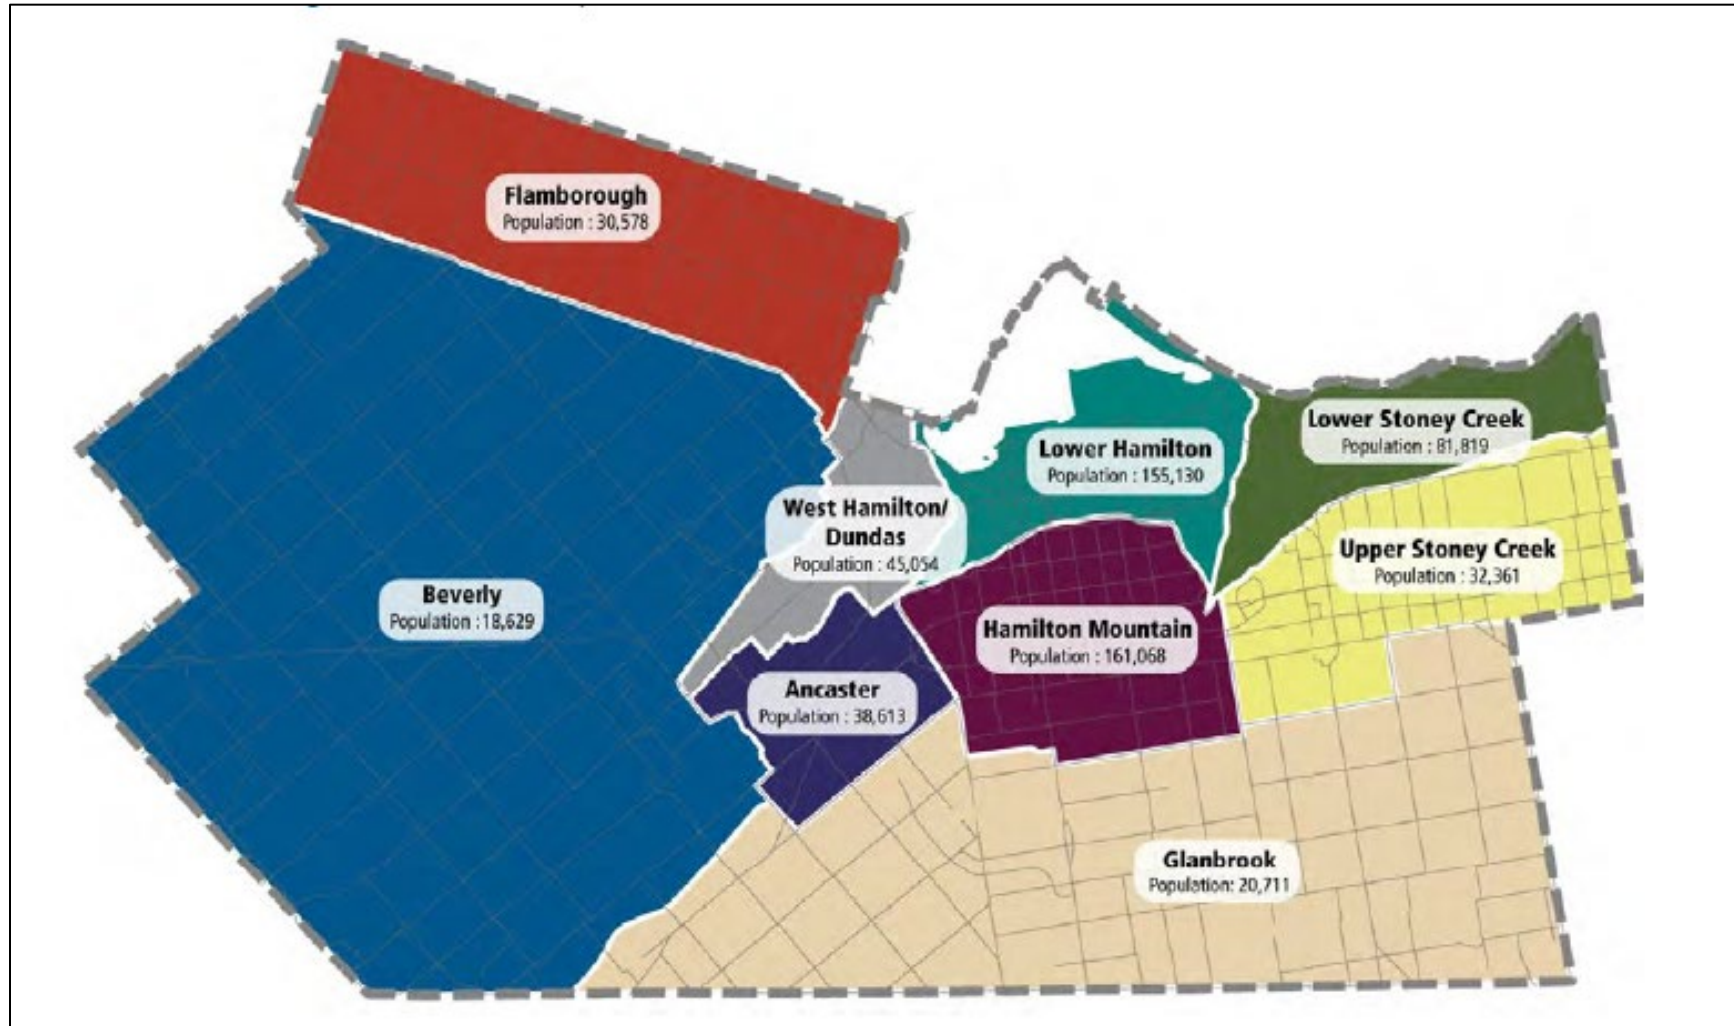 Flamborough
Population : 30,578
Lower Stoney Creek
Population : 81,819
Lower Hamilton
Population : 155,130
West Hamilton/
Dundas
Population : 45,054
Upper Stoney Creek
Population : 32,361
Beverly
Population : 18,629
Hamilton Mountain
Population : 161,068
Ancaster
Population : 38,613
Glanbrook
Population: 20,711